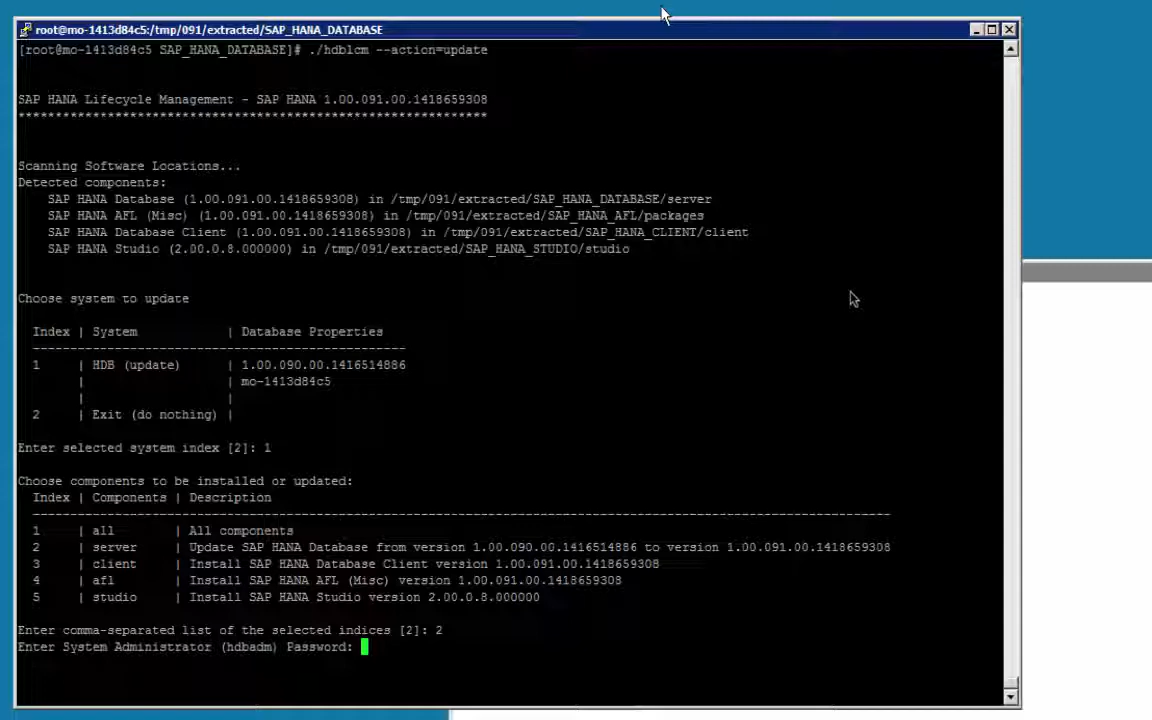 root@mo-1413d84c5:/tmp/091/extracted/SAP_HANA_DATABASE
[root@mo-1413d84c5 SAP_HANA_DATABASE]# ./hdblcm --action=update
SAP HANA Lifecycle Management - SAP HANA 1.00.091.00.1418659308
***************************************************************
Scanning Software Locations...
Detected components:
    SAP HANA Database (1.00.091.00.1418659308) in /tmp/091/extracted/SAP_HANA_DATABASE/server
    SAP HANA AFL (Misc) (1.00.091.00.1418659308) in /tmp/091/extracted/SAP_HANA_AFL/packages
    SAP HANA Database Client (1.00.091.00.1418659308) in /tmp/091/extracted/SAP_HANA_CLIENT/client
    SAP HANA Studio (2.00.0.8.000000) in /tmp/091/extracted/SAP_HANA_STUDIO/studio
Choose system to update
  Index | System           | Database Properties
  --------------------------------------------------
  1     | HDB (update)     | 1.00.090.00.1416514886
        |                  | mo-1413d84c5
        |                  |
  2     | Exit (do nothing) |
Enter selected system index [2]: 1
Choose components to be installed or updated:
  Index | Components | Description
  -------------------------------------------------------------------------------------------------------------------
  1     | all        | All components
  2     | server     | Update SAP HANA Database from version 1.00.090.00.1416514886 to version 1.00.091.00.1418659308
  3     | client     | Install SAP HANA Database Client version 1.00.091.00.1418659308
  4     | afl        | Install SAP HANA AFL (Misc) version 1.00.091.00.1418659308
  5     | studio     | Install SAP HANA Studio version 2.00.0.8.000000
Enter comma-separated list of the selected indices [2]: 2
Enter System Administrator (hdbadm) Password: